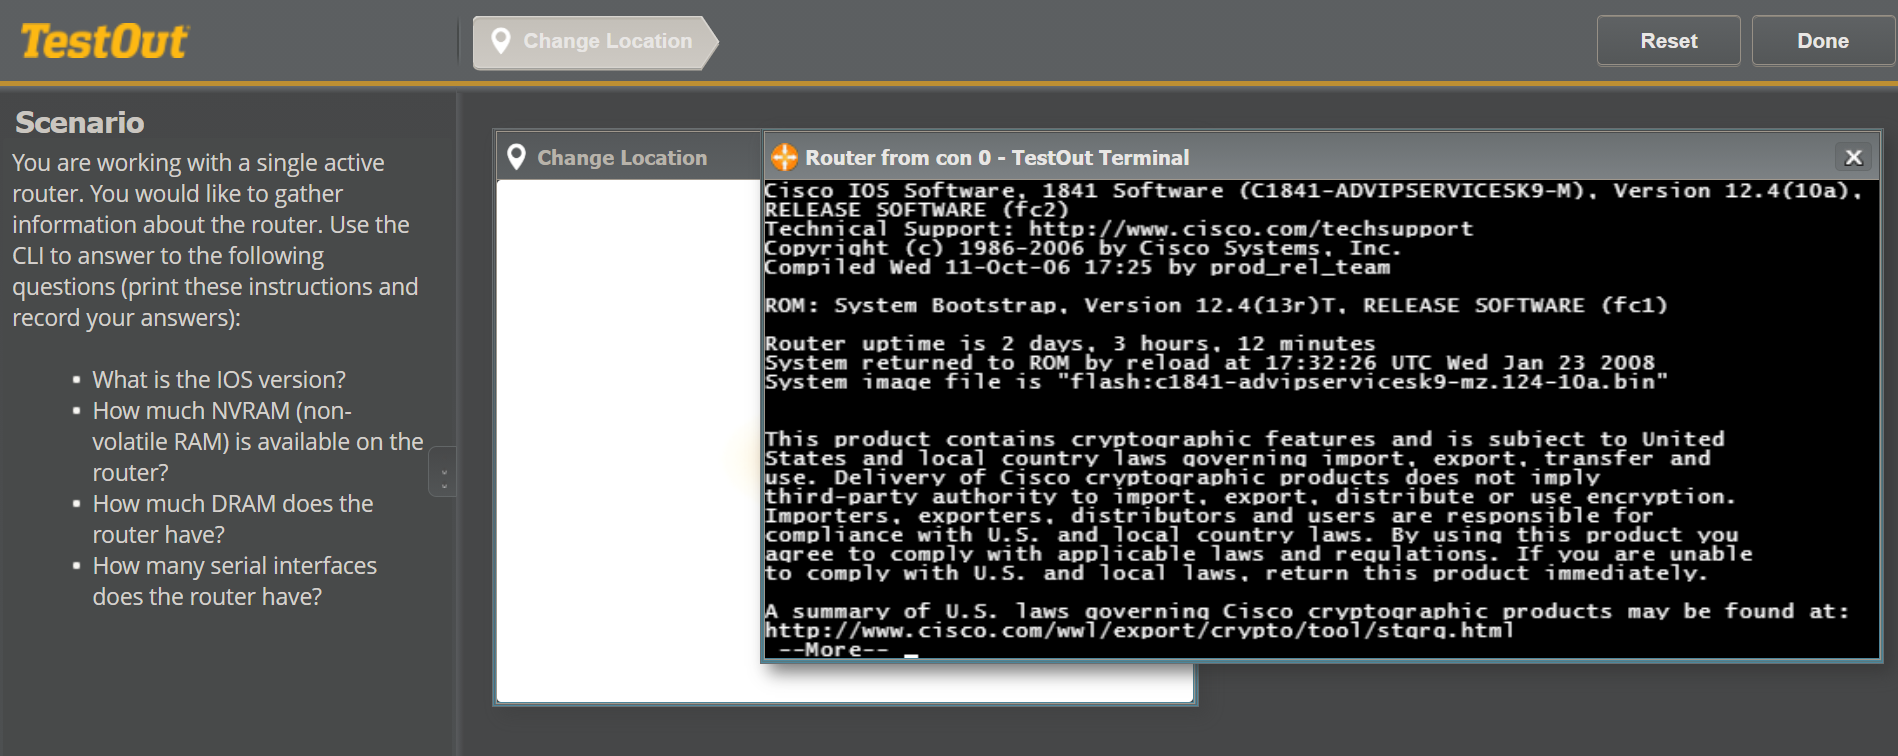 TestOut
Change Location
Reset
Done
Scenario
You are working with a single active
router. You would like to gather
information about the router. Use the
CLI to answer to the following
questions (print these instructions and
record your answers):
• What is the IOS version?
• How much NVRAM (non-
volatile RAM) is available on the
router?
• How much DRAM does the
router have?
• How many serial interfaces
does the router have?
Change Location
Router from con 0 - TestOut Terminal
Cisco IOS Software, 1841 Software (C1841-ADVIPSERVICESK9-M), Version 12.4(10a),
RELEASE SOFTWARE (fc2)
Technical Support: http://www.cisco.com/techsupport
Copyright (c) 1986-2006 by Cisco Systems, Inc.
Compiled Wed 11-Oct-06 17:25 by prod_rel_team
ROM: System Bootstrap, Version 12.4(13r)T, RELEASE SOFTWARE (fc1)
Router uptime is 2 days, 3 hours, 12 minutes
System returned to ROM by reload at 17:32:26 UTC Wed Jan 23 2008
System image file is "flash:c1841-advipservicesk9-mz.124-10a.bin"
This product contains cryptographic features and is subject to United
States and local country laws governing import, export, transfer and
use. Delivery of Cisco cryptographic products does not imply
third-party authority to import, export, distribute or use encryption.
Importers, exporters, distributors and users are responsible for
compliance with U.S. and local country laws. By using this product you
agree to comply with applicable laws and regulations. If you are unable
to comply with U.S. and local laws, return this product immediately.
A summary of U.S. laws governing Cisco cryptographic products may be found at:
http://www.cisco.com/wwl/export/crypto/tool/stqrg.html
--More-- _